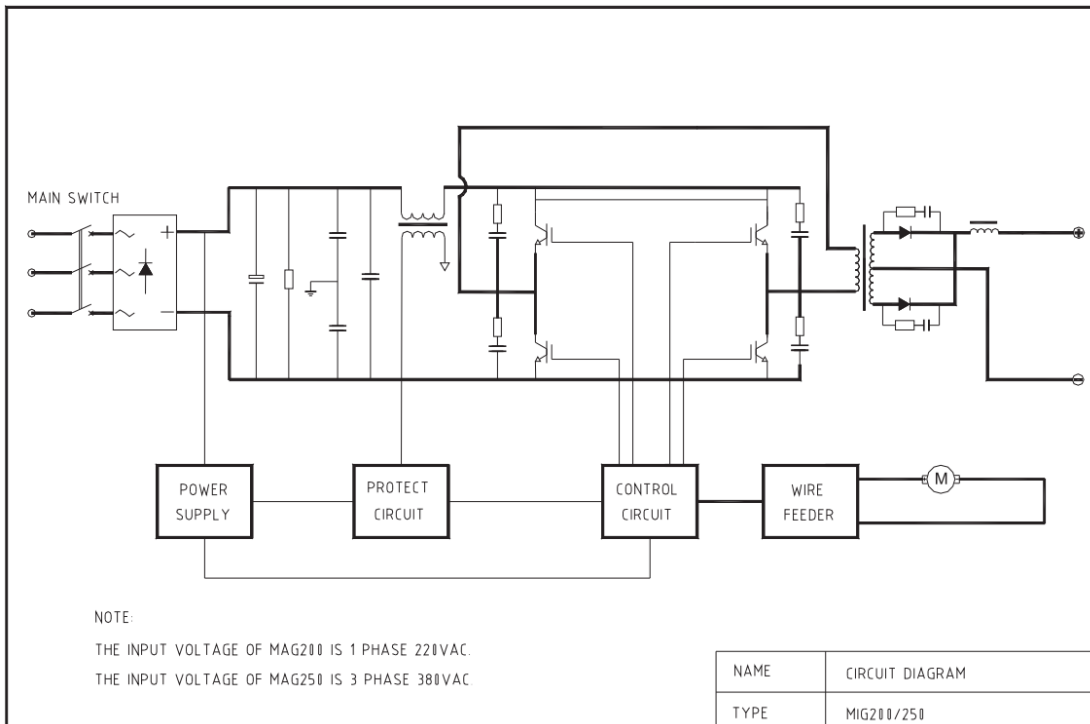 MAIN SWITCH
+
−
+
−
POWER
SUPPLY
PROTECT
CIRCUIT
CONTROL
CIRCUIT
WIRE
FEEDER
M
NOTE:
THE INPUT VOLTAGE OF MAG200 IS 1 PHASE 220VAC.
THE INPUT VOLTAGE OF MAG250 IS 3 PHASE 380VAC.
NAME CIRCUIT DIAGRAM
TYPE MIG200/250